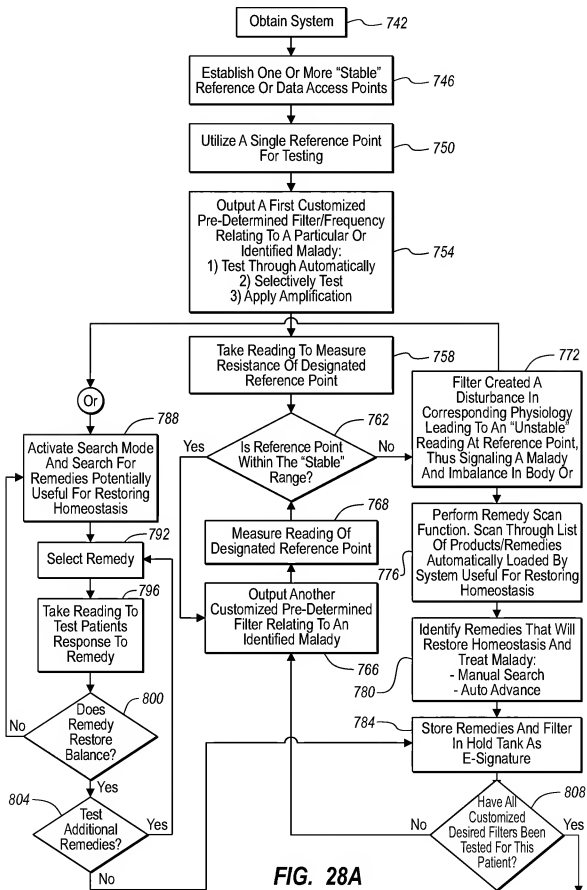 Obtain System
742
Establish One Or More “Stable”
Reference Or Data Access Points
746
Utilize A Single Reference Point
For Testing
750
Output A First Customized
Pre-Determined Filter/Frequency
Relating To A Particular Or
Identified Malady:
1) Test Through Automatically
2) Selectively Test
3) Apply Amplification
754
Take Reading To Measure
Resistance Of Designated
Reference Point
758
772
Filter Created A
Disturbance In
Corresponding Physiology
Leading To An “Unstable”
Reading At Reference Point,
Thus Signaling A Malady
And Imbalance In Body Or
Or
788
Activate Search Mode
And Search For
Remedies Potentially
Useful For Restoring
Homeostasis
762
Yes
Is Reference Point
Within The “Stable”
Range?
No
768
Measure Reading Of
Designated Reference Point
Perform Remedy Scan
Function. Scan Through List
Of Products/Remedies
Automatically Loaded By
System Useful For Restoring
Homeostasis
776
792
Select Remedy
796
Take Reading To
Test Patients
Response To
Remedy
Output Another
Customized Pre-Determined
Filter Relating To An
Identified Malady
766
Identify Remedies That Will
Restore Homeostasis And
Treat Malady:
- Manual Search
- Auto Advance
780
784
Store Remedies And Filter
In Hold Tank As
E-Signature
800
No
Does
Remedy
Restore
Balance?
Yes
804
Test
Additional
Remedies?
Yes
No
808
No
Have All
Customized
Desired Filters Been
Tested For This
Patient?
Yes
FIG. 28A